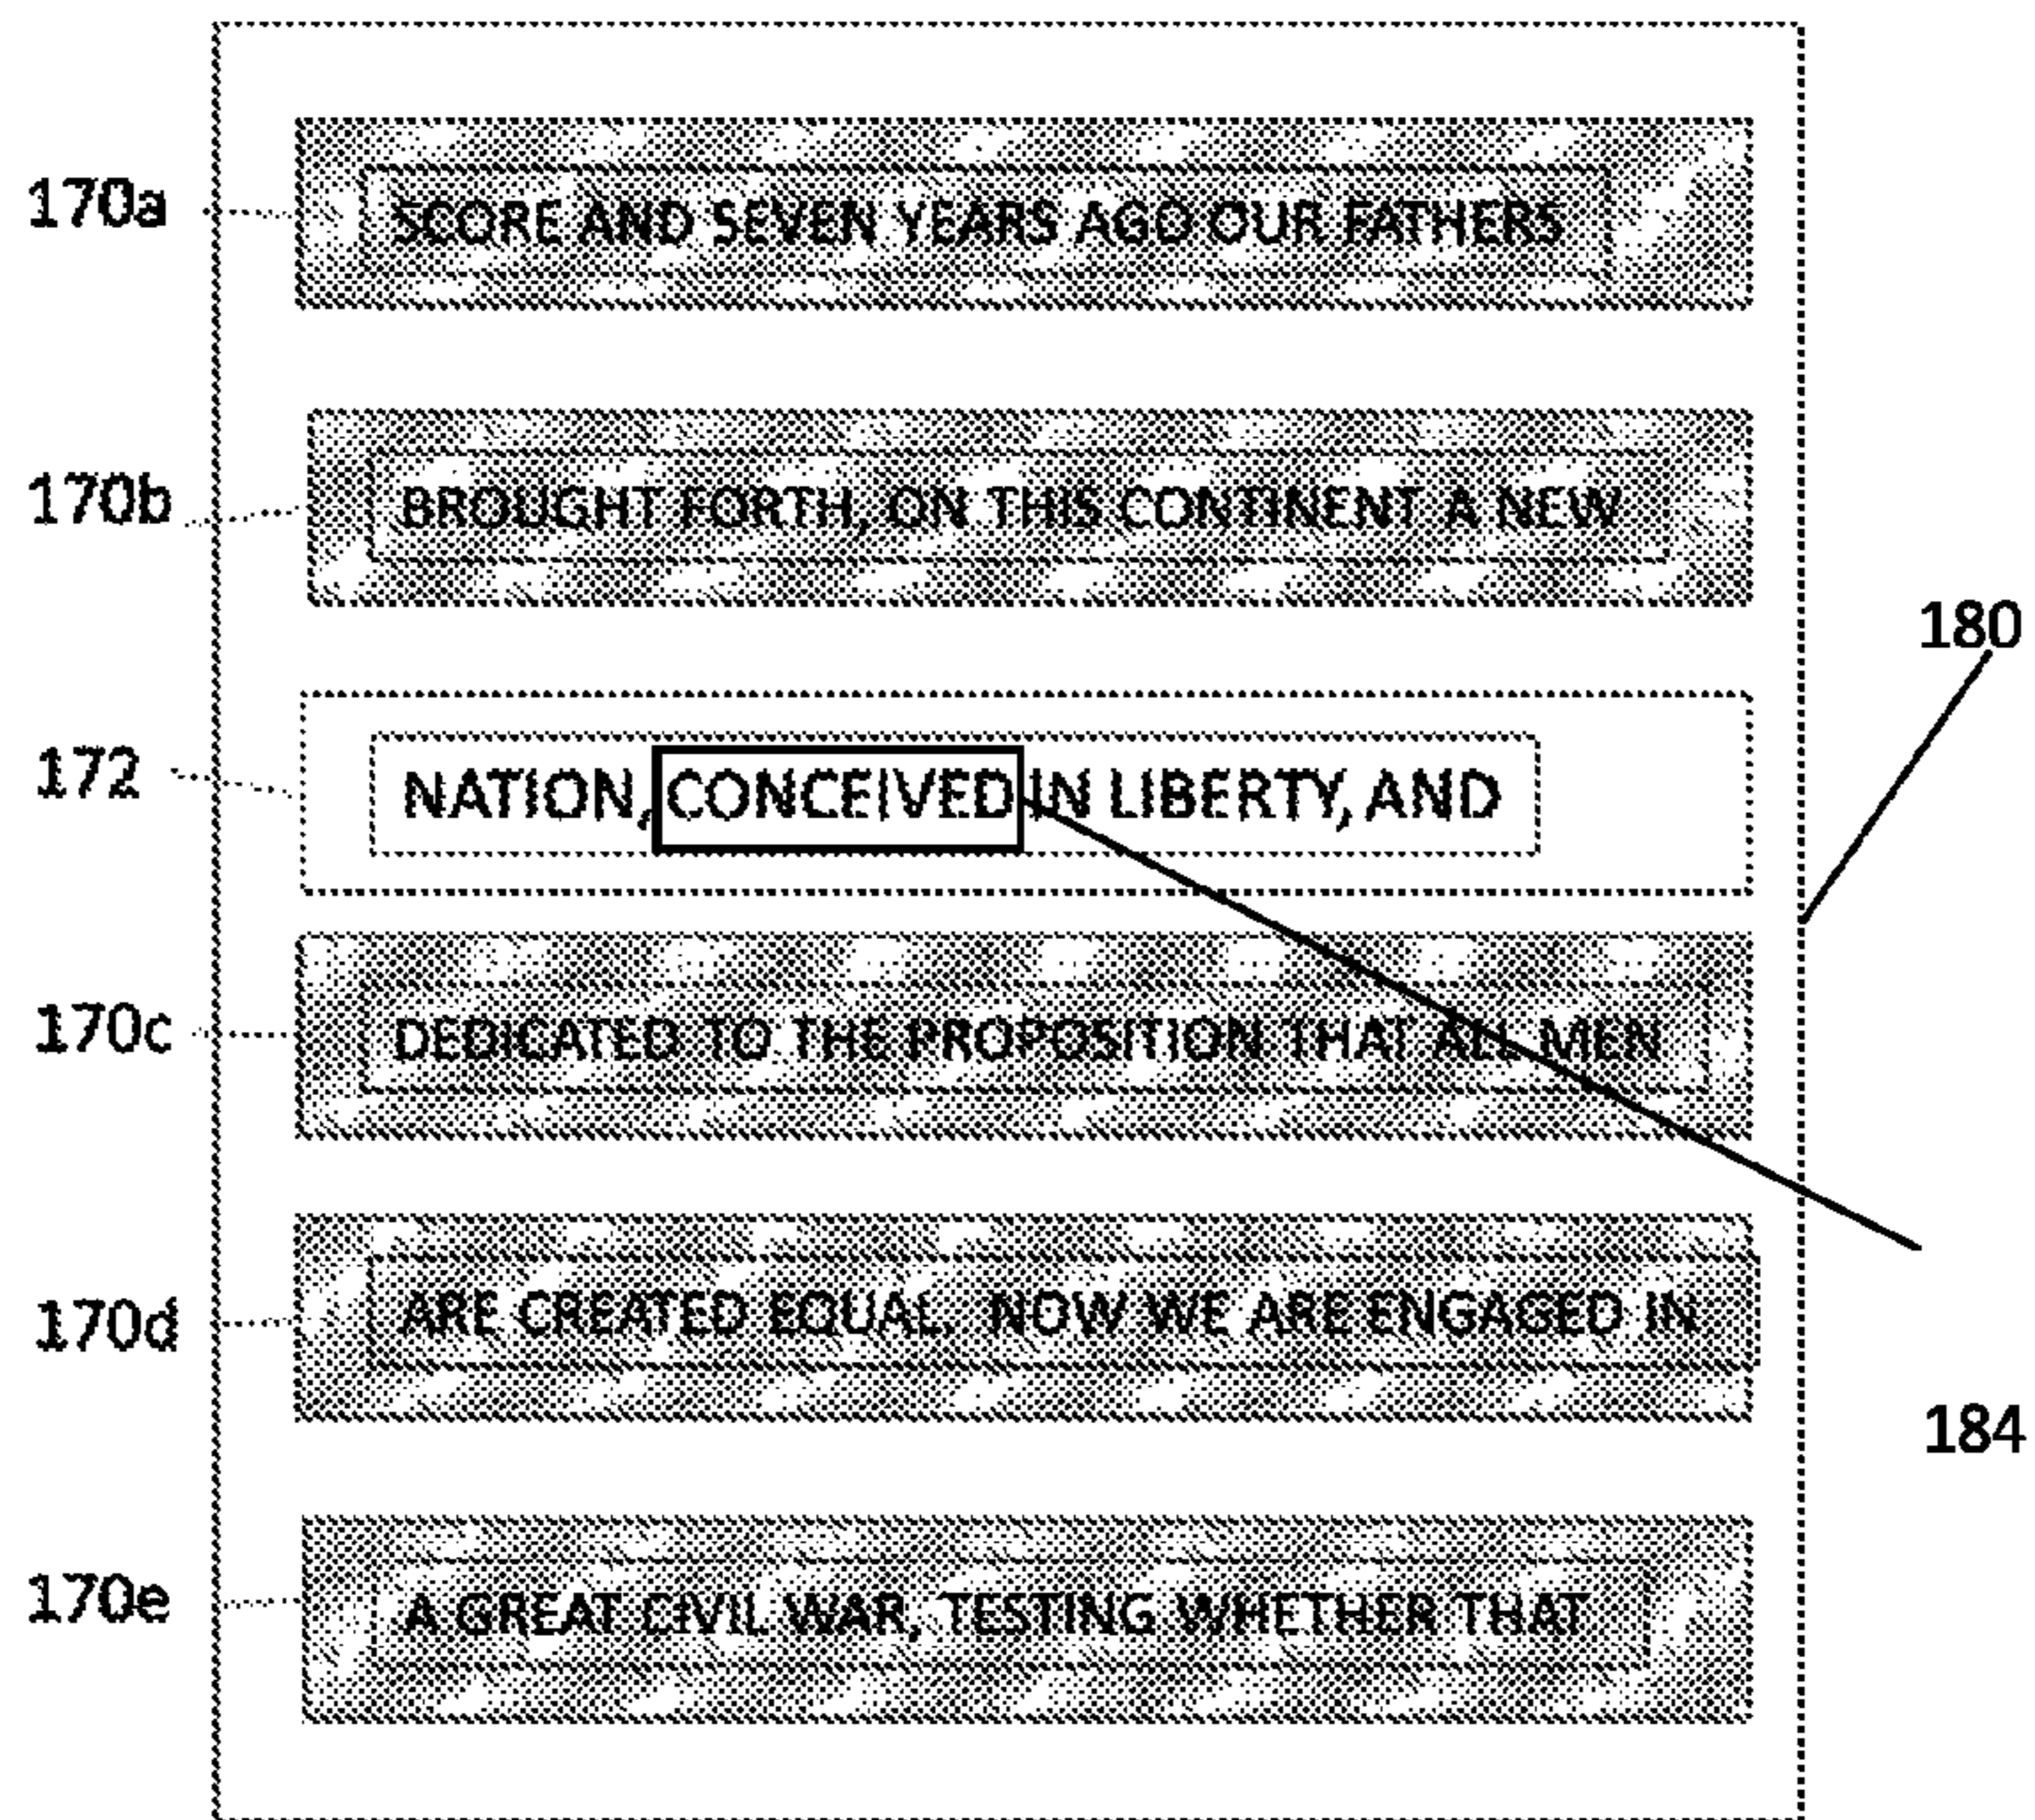 170a SCORE AND SEVEN YEARS AGO OUR FATHERS
170b BROUGHT FORTH, ON THIS CONTINENT A NEW
180
172 NATION, CONCEIVED IN LIBERTY, AND
170c DEDICATED TO THE PROPOSITION THAT ALL MEN
170d ARE CREATED EQUAL. NOW WE ARE ENGAGED IN
184
170e A GREAT CIVIL WAR, TESTING WHETHER THAT